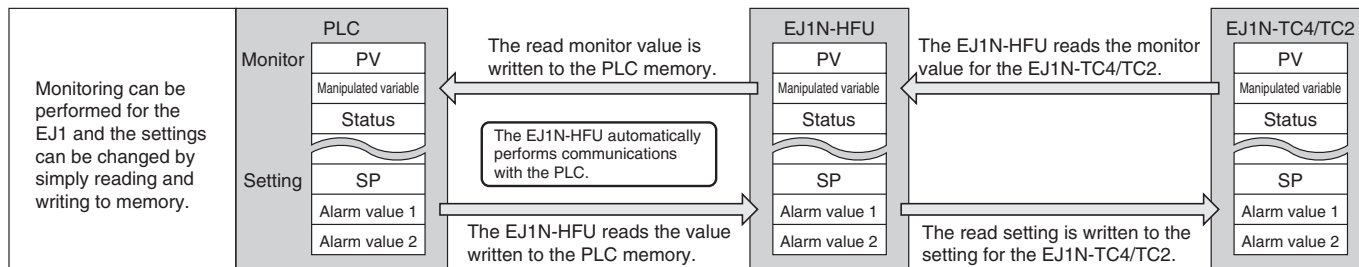 Monitoring can be
performed for the
EJ1 and the settings
can be changed by
simply reading and
writing to memory.
PLC
Monitor
PV
Manipulated variable
Status
Setting
SP
Alarm value 1
Alarm value 2
The read monitor value is
written to the PLC memory.
The EJ1N-HFU automatically
performs communications
with the PLC.
The EJ1N-HFU reads the value
written to the PLC memory.
EJ1N-HFU
PV
Manipulated variable
Status
SP
Alarm value 1
Alarm value 2
The EJ1N-HFU reads the monitor
value for the EJ1N-TC4/TC2.
The read setting is written to the
setting for the EJ1N-TC4/TC2.
EJ1N-TC4/TC2
PV
Manipulated variable
Status
SP
Alarm value 1
Alarm value 2